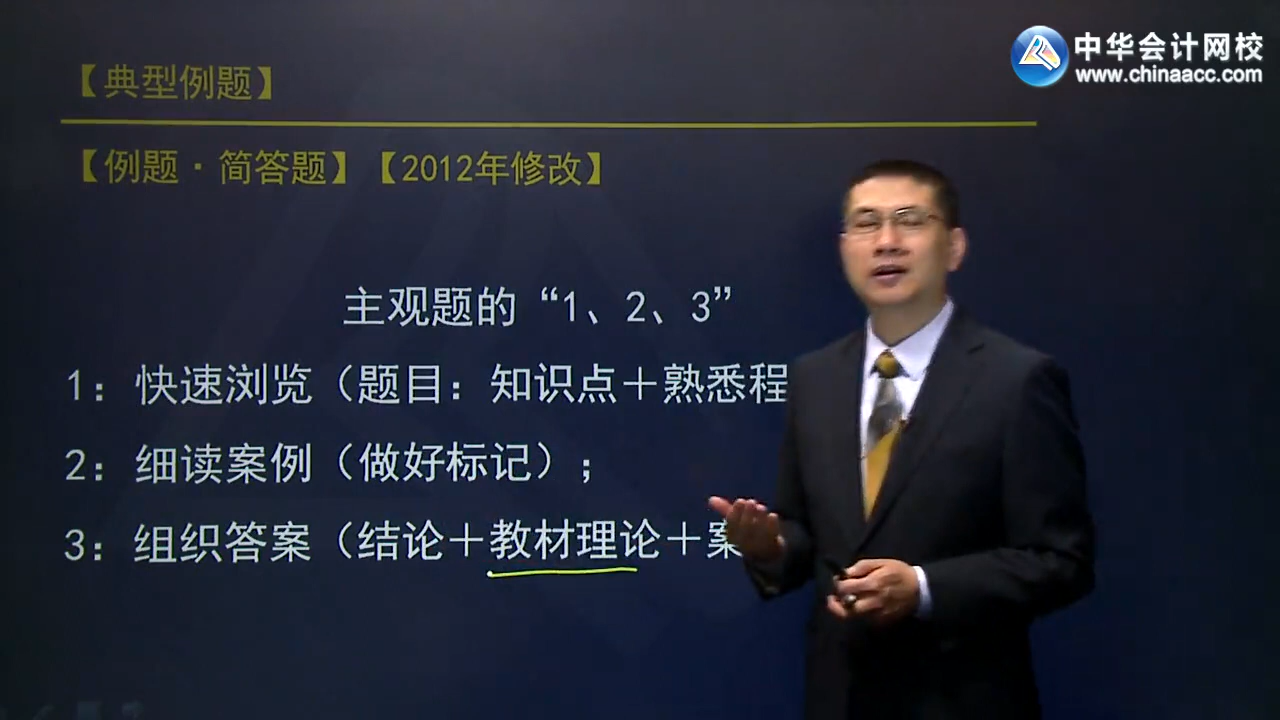 中华会计网校
www.chinaacc.com
【典型例题】
【例题·简答题】【2012年修改】
主观题的“1、2、3”
1：快速浏览（题目：知识点＋熟悉程
2：细读案例（做好标记）；
3：组织答案（结论＋教材理论＋案